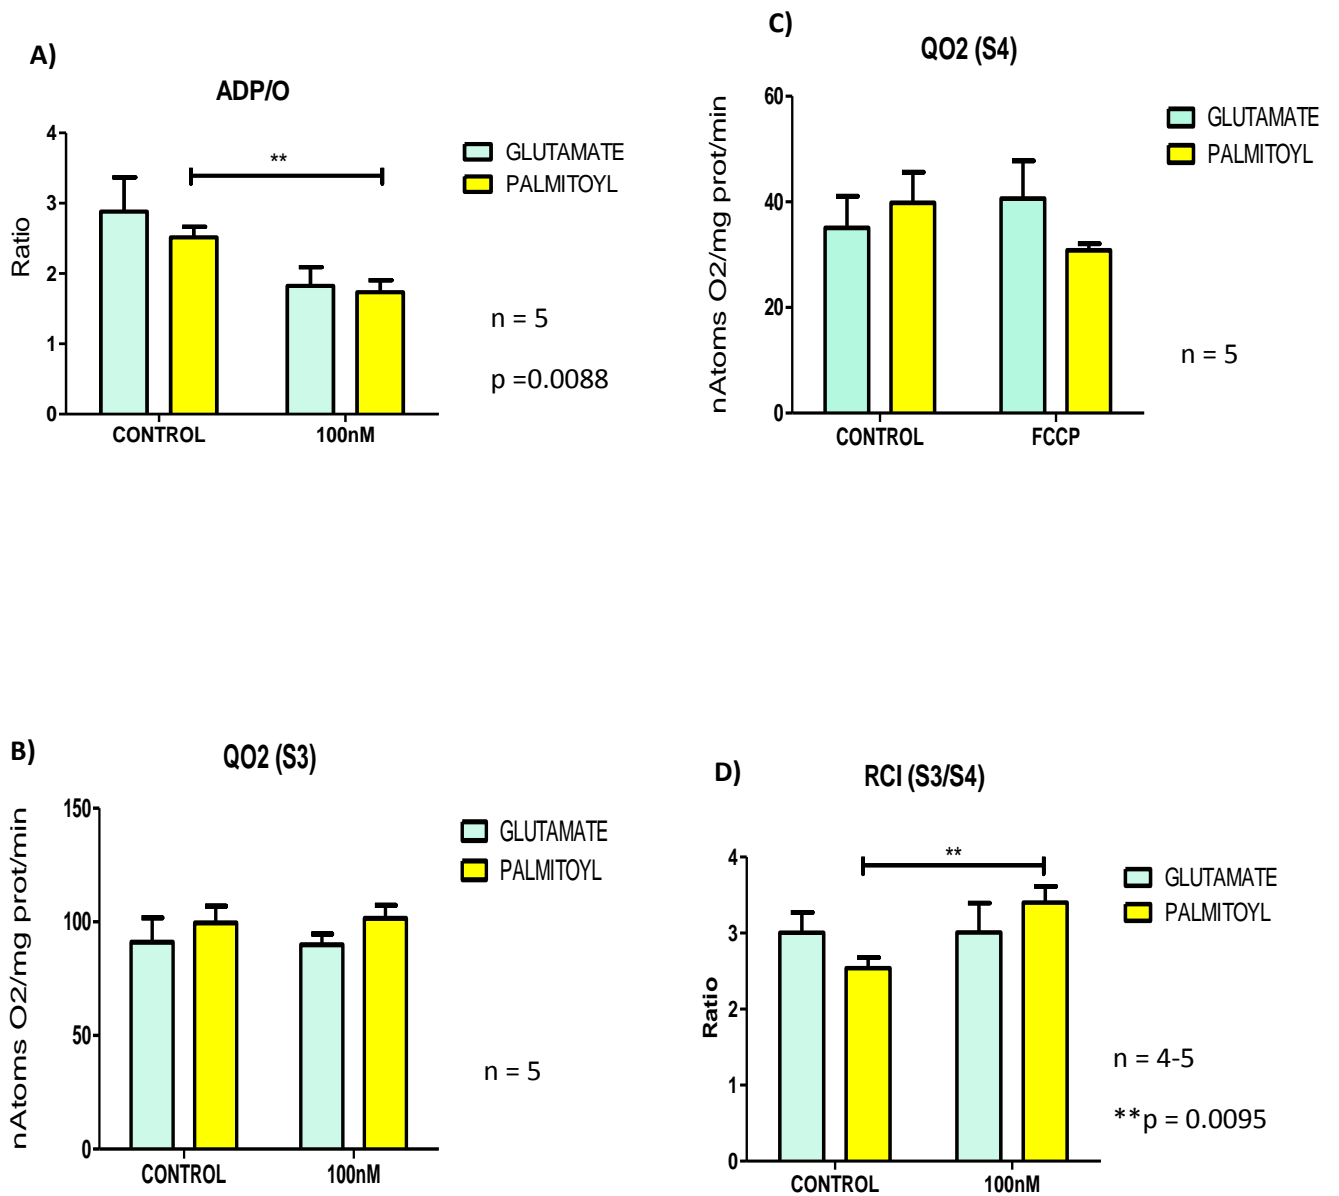 A)
ADP/O
Ratio
4
3
2
1
0
**
GLUTAMATE
PALMITOYL
n = 5
p =0.0088
CONTROL
100nM
C)
QO2 (S4)
nAtoms O2/mg prot/min
60
40
20
0
GLUTAMATE
PALMITOYL
n = 5
CONTROL
FCCP
B)
QO2 (S3)
nAtoms O2/mg prot/min
150
100
50
0
GLUTAMATE
PALMITOYL
n = 5
CONTROL
100nM
D)
RCI (S3/S4)
Ratio
4
3
2
1
0
**
GLUTAMATE
PALMITOYL
n = 4-5
**p = 0.0095
CONTROL
100nM